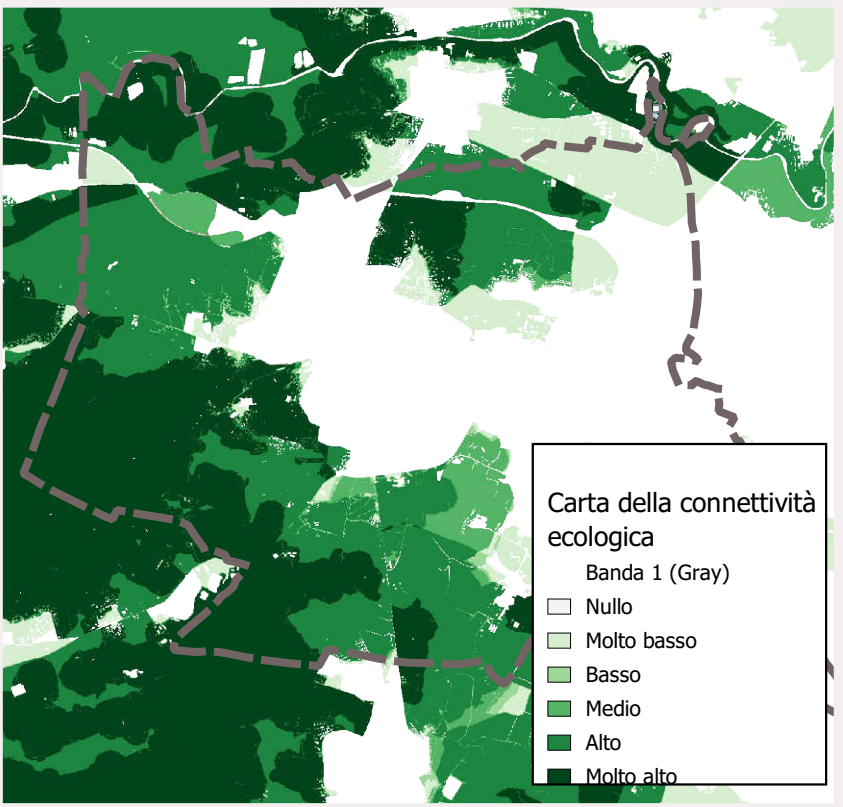 Carta della connettività
ecologica
Banda 1 (Gray)
Nullo
Molto basso
Basso
Medio
Alto
Molto alto